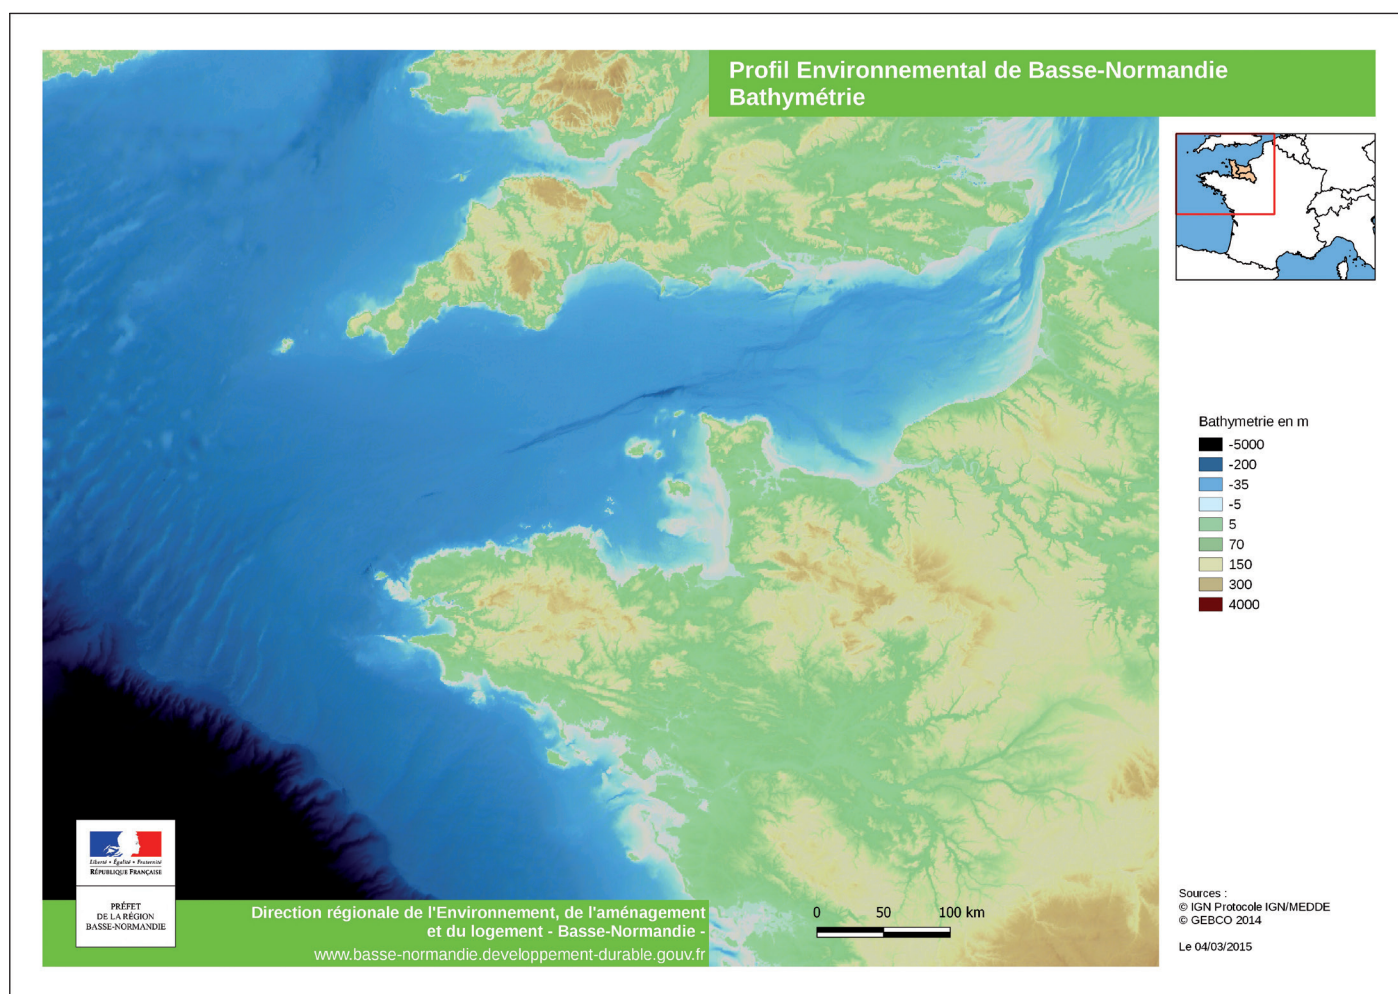 Profil Environnemental de Basse-Normandie
Bathymétrie
Bathymetrie en m
-5000
-200
-35
-5
5
70
150
300
4000
Liberté • Égalité • Fraternité
RÉPUBLIQUE FRANÇAISE
PRÉFET
DE LA RÉGION
BASSE-NORMANDIE
Direction régionale de l'Environnement, de l'aménagement
et du logement - Basse-Normandie -
www.basse-normandie.developpement-durable.gouv.fr
0 50 100 km
Sources :
© IGN Protocole IGN/MEDDE
© GEBCO 2014
Le 04/03/2015